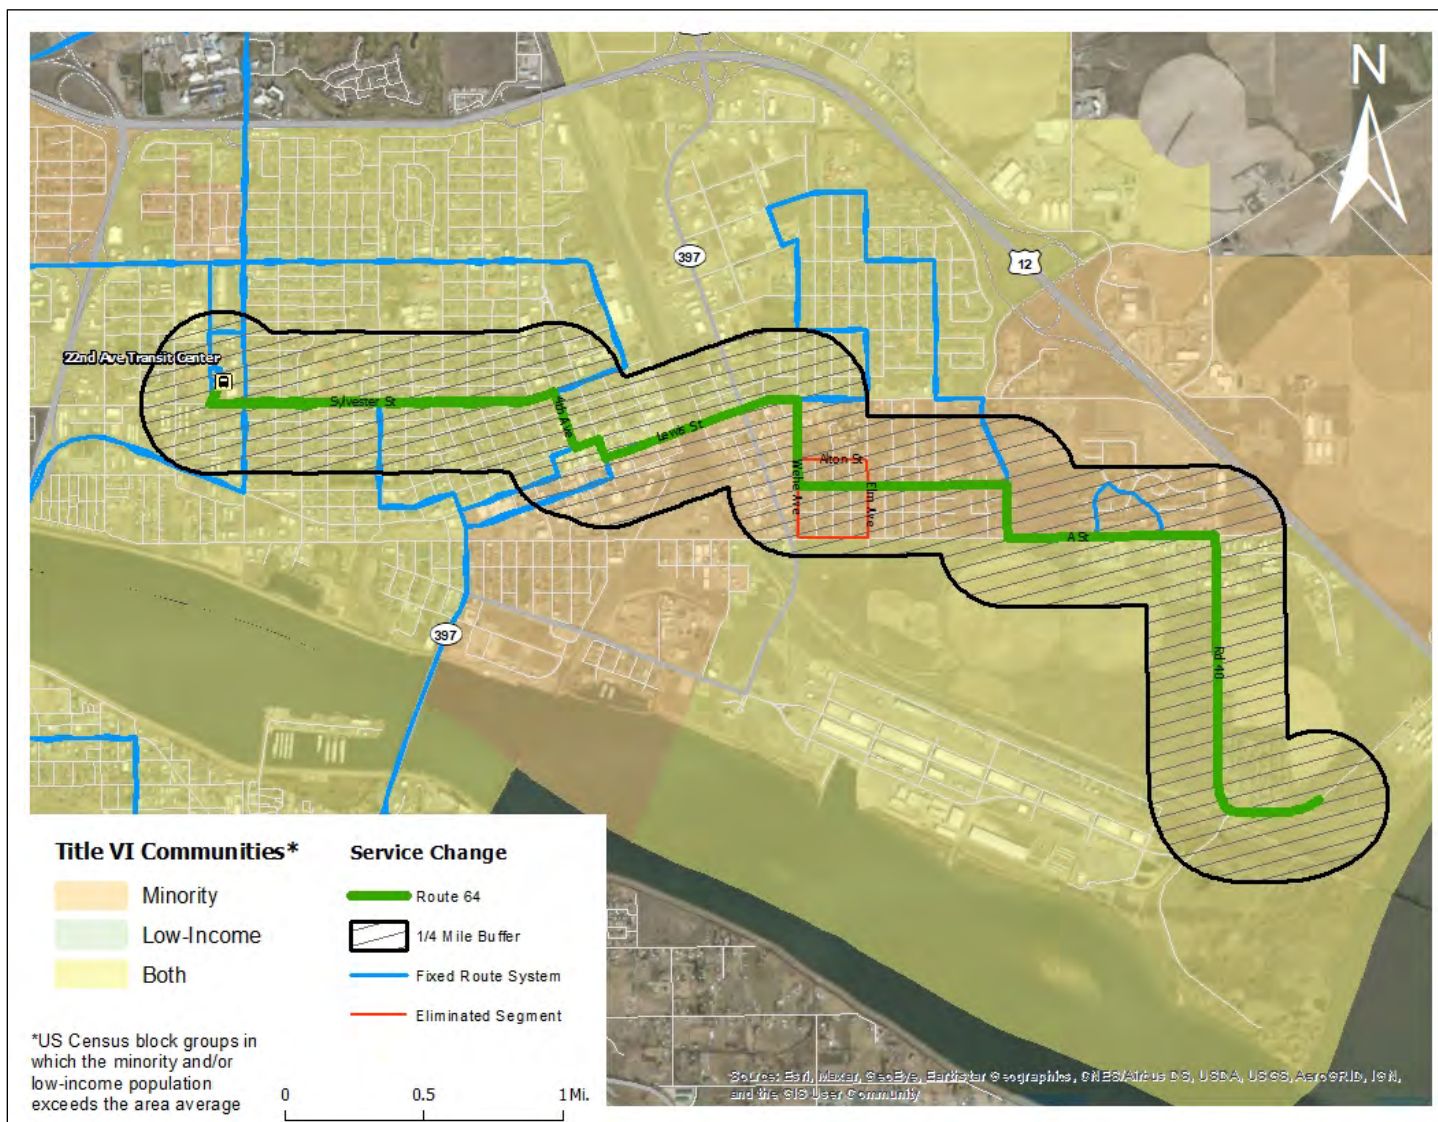 N
397
12
22nd Ave Transit Center
Sylvester St
4th Ave
Lewis St
Alton St
Wehe Ave
Elm Ave
A St
Rd 40
397
Title VI Communities*
Minority
Low-Income
Both
*US Census block groups in
which the minority and/or
low-income population
exceeds the area average
Service Change
Route 64
1/4 Mile Buffer
Fixed Route System
Eliminated Segment
0 0.5 1 Mi.
Source: Esri, Maxar, GeoEye, Earthstar Geographics, CNES/Airbus DS, USDA, USGS, AeroGRID, IGN,
and the GIS User Community